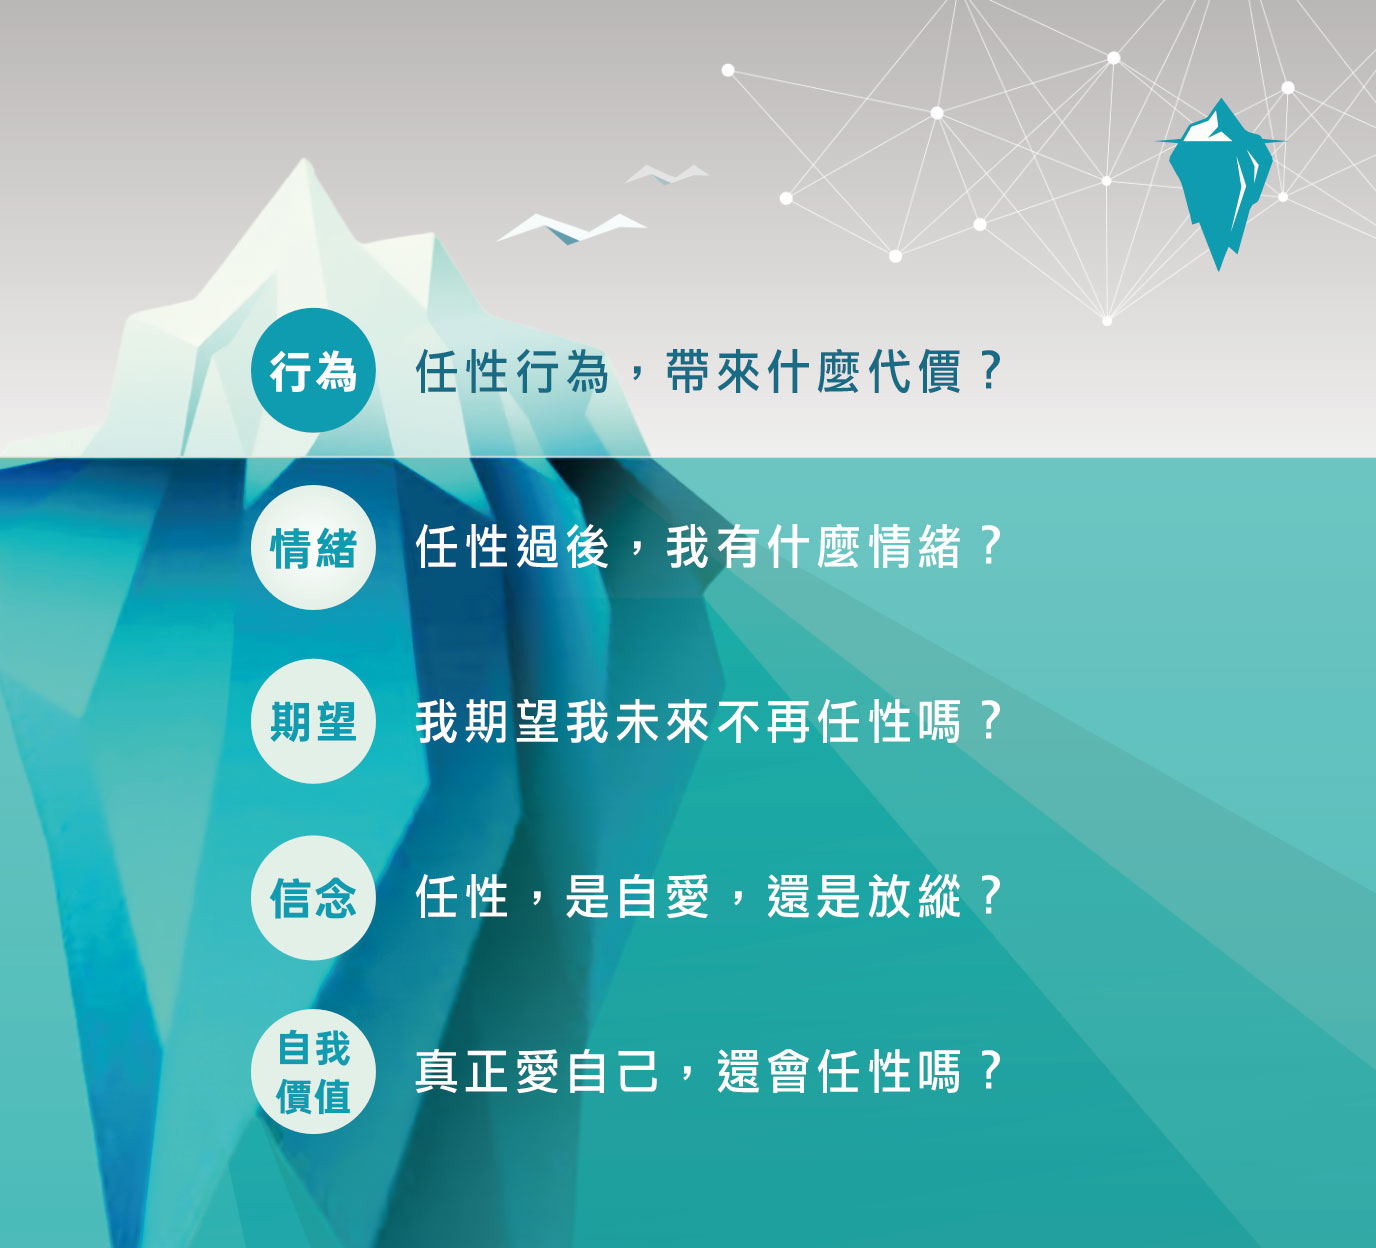 行為 任性行為，帶來什麼代價？
情緒 任性過後，我有什麼情緒？
期望 我期望我未來不再任性嗎？
信念 任性，是自愛，還是放縱？
自我
價值
真正愛自己，還會任性嗎？